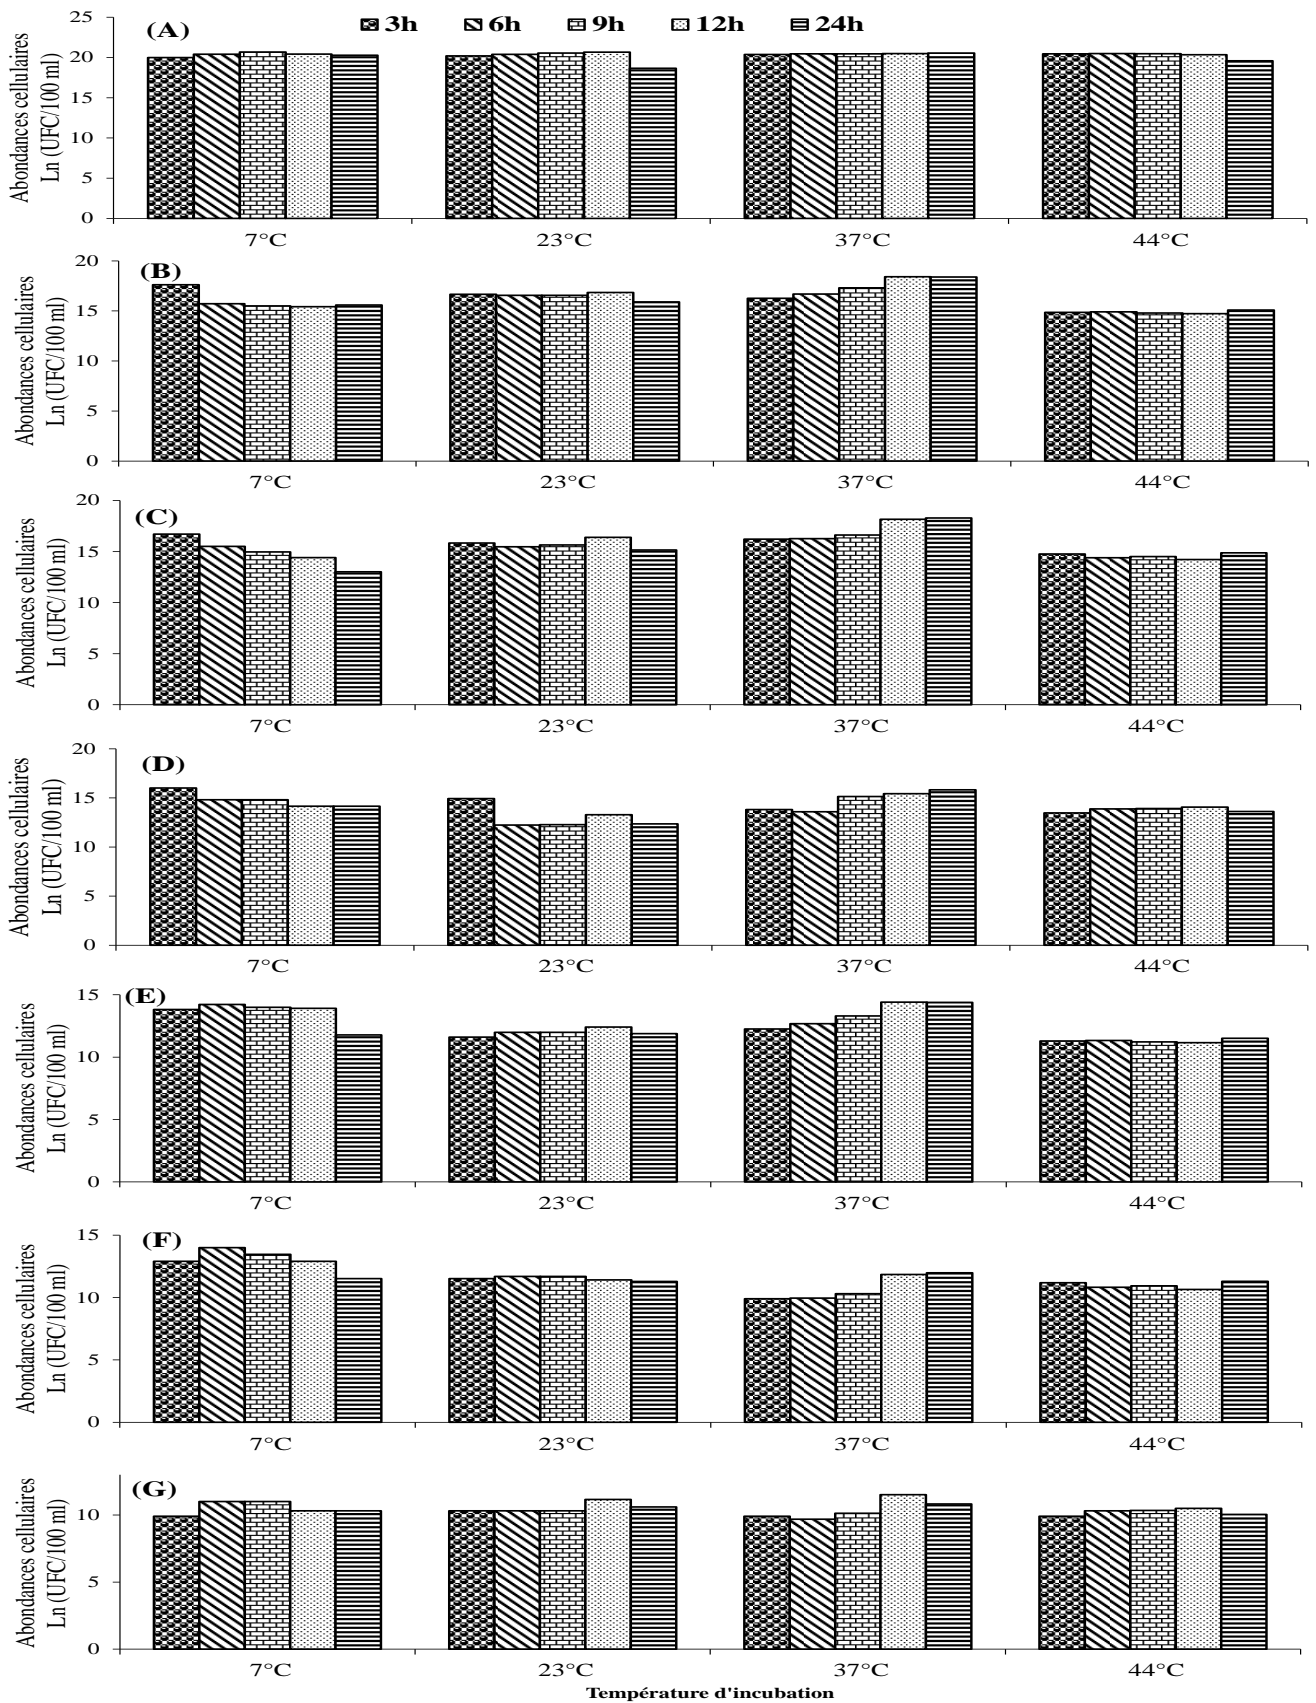 (A) 3h 6h 9h 12h 24h
Abondances cellulaires
Ln (UFC/100 ml)
25
20
15
10
5
0
7°C 23°C 37°C 44°C
(B)
Abondances cellulaires
Ln (UFC/100 ml)
20
15
10
5
0
7°C 23°C 37°C 44°C
(C)
Abondances cellulaires
Ln (UFC/100 ml)
20
15
10
5
0
7°C 23°C 37°C 44°C
(D)
Abondances cellulaires
Ln (UFC/100 ml)
20
15
10
5
0
7°C 23°C 37°C 44°C
(E)
Abondances cellulaires
Ln (UFC/100 ml)
15
10
5
0
7°C 23°C 37°C 44°C
(F)
Abondances cellulaires
Ln (UFC/100 ml)
15
10
5
0
7°C 23°C 37°C 44°C
(G)
Abondances cellulaires
Ln (UFC/100 ml)
10
5
0
7°C 23°C 37°C 44°C
Température d'incubation